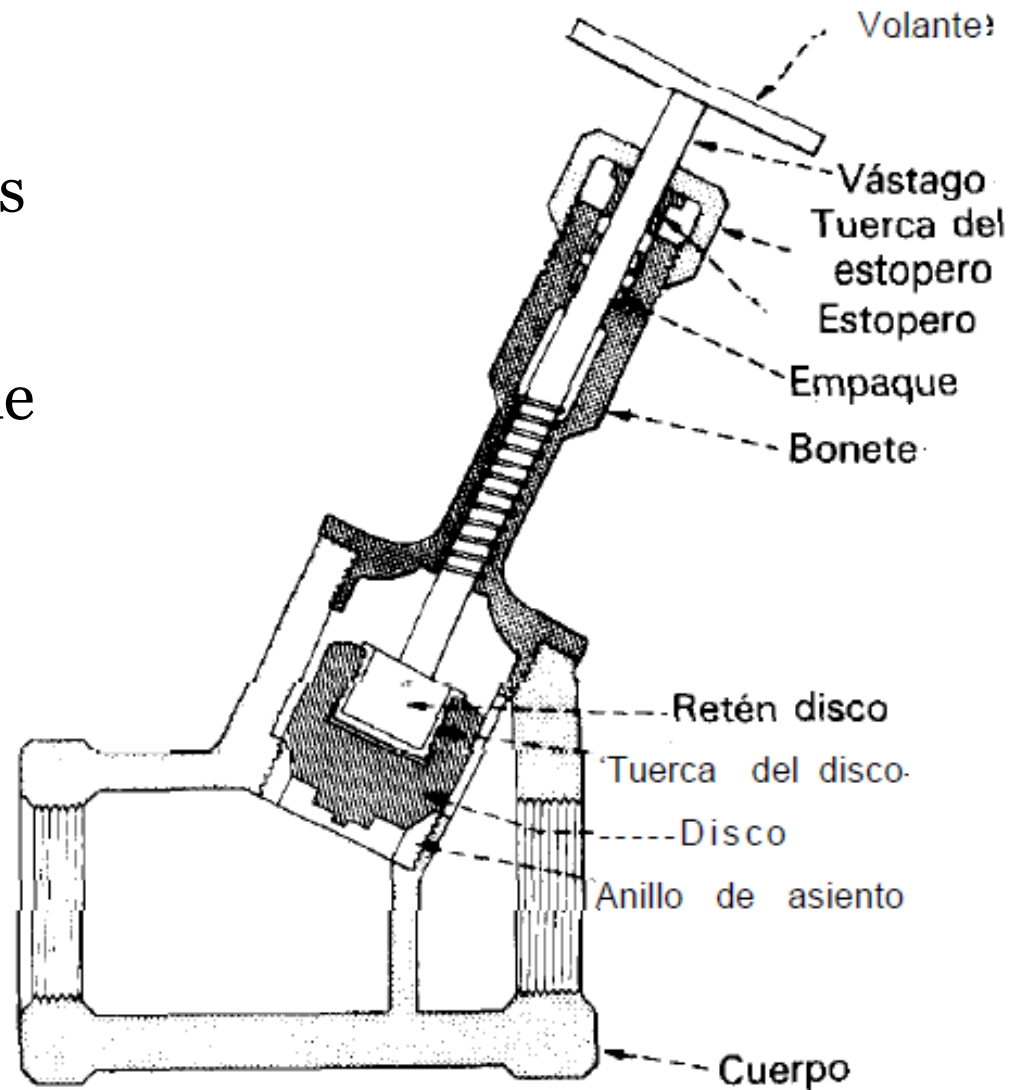 Volante
s
Vástago
Tuerca del
estopero
Estopero
Empaque
e
Bonete
Retén disco
Tuerca del disco
Disco
Anillo de asiento
Cuerpo